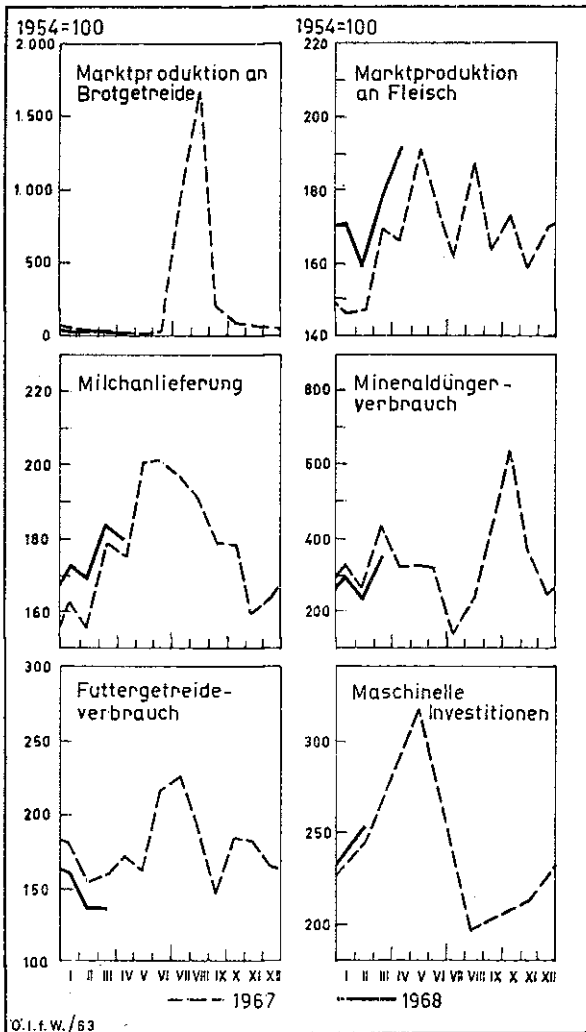 1954=100
1954=100
Marktproduktion an
Brotgetreide
2.000
1.500
1.000
500
0
Marktproduktion
an Fleisch
220
200
180
160
140
Milchanlieferung
220
200
180
160
Mineraldünger-
verbrauch
800
600
400
200
Futtergetreide-
verbrauch
300
250
200
150
100
Maschinelle
Investitionen
300
250
200
I II III IV V VI VII VIII IX X XI XII
I II III IV V VI VII VIII IX X XI XII
1967
1968
Ö.I.f.W./63